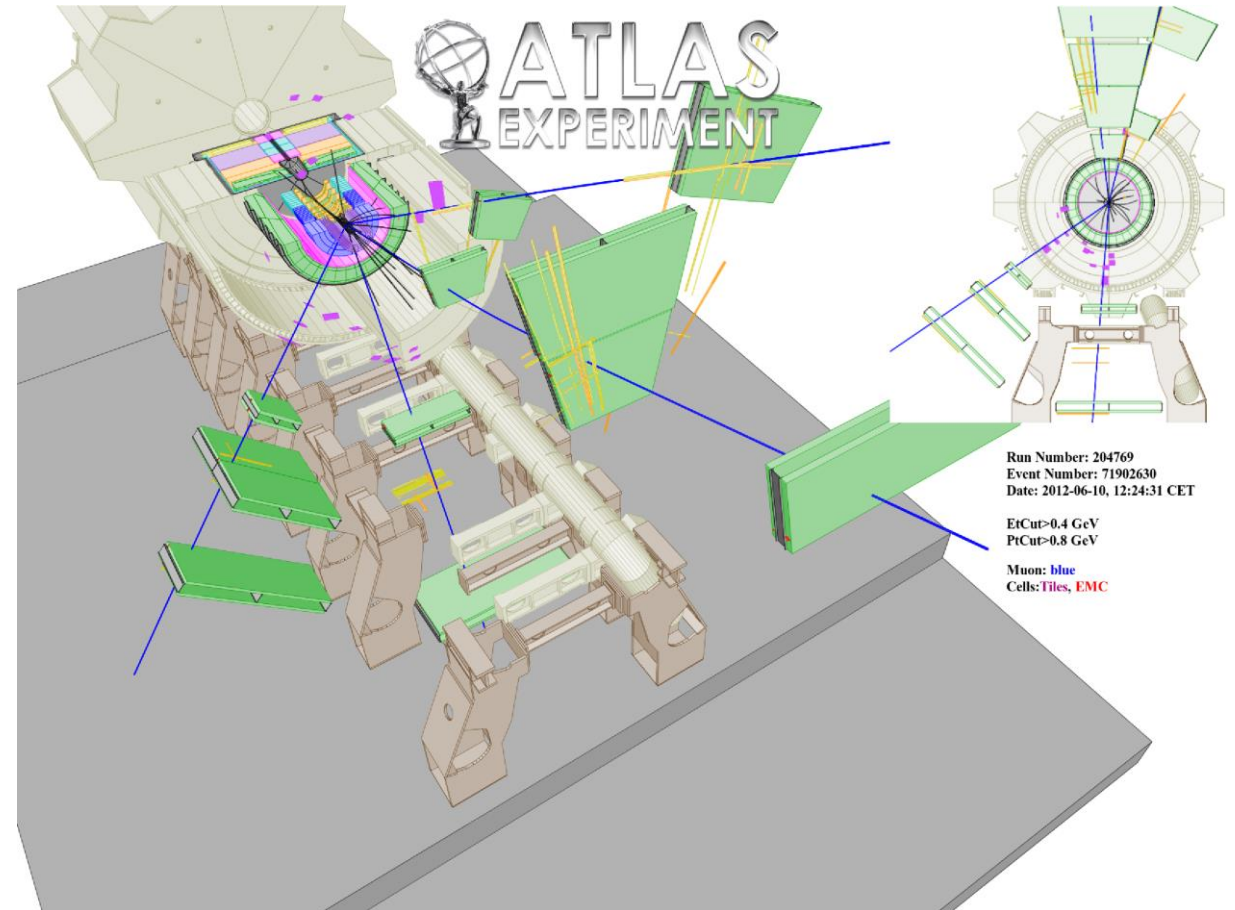 ATLAS
EXPERIMENT
Run Number: 204769
Event Number: 71902630
Date: 2012-06-10, 12:24:31 CET
EtCut>0.4 GeV
PtCut>0.8 GeV
Muon: blue
Cells:Tiles, EMC